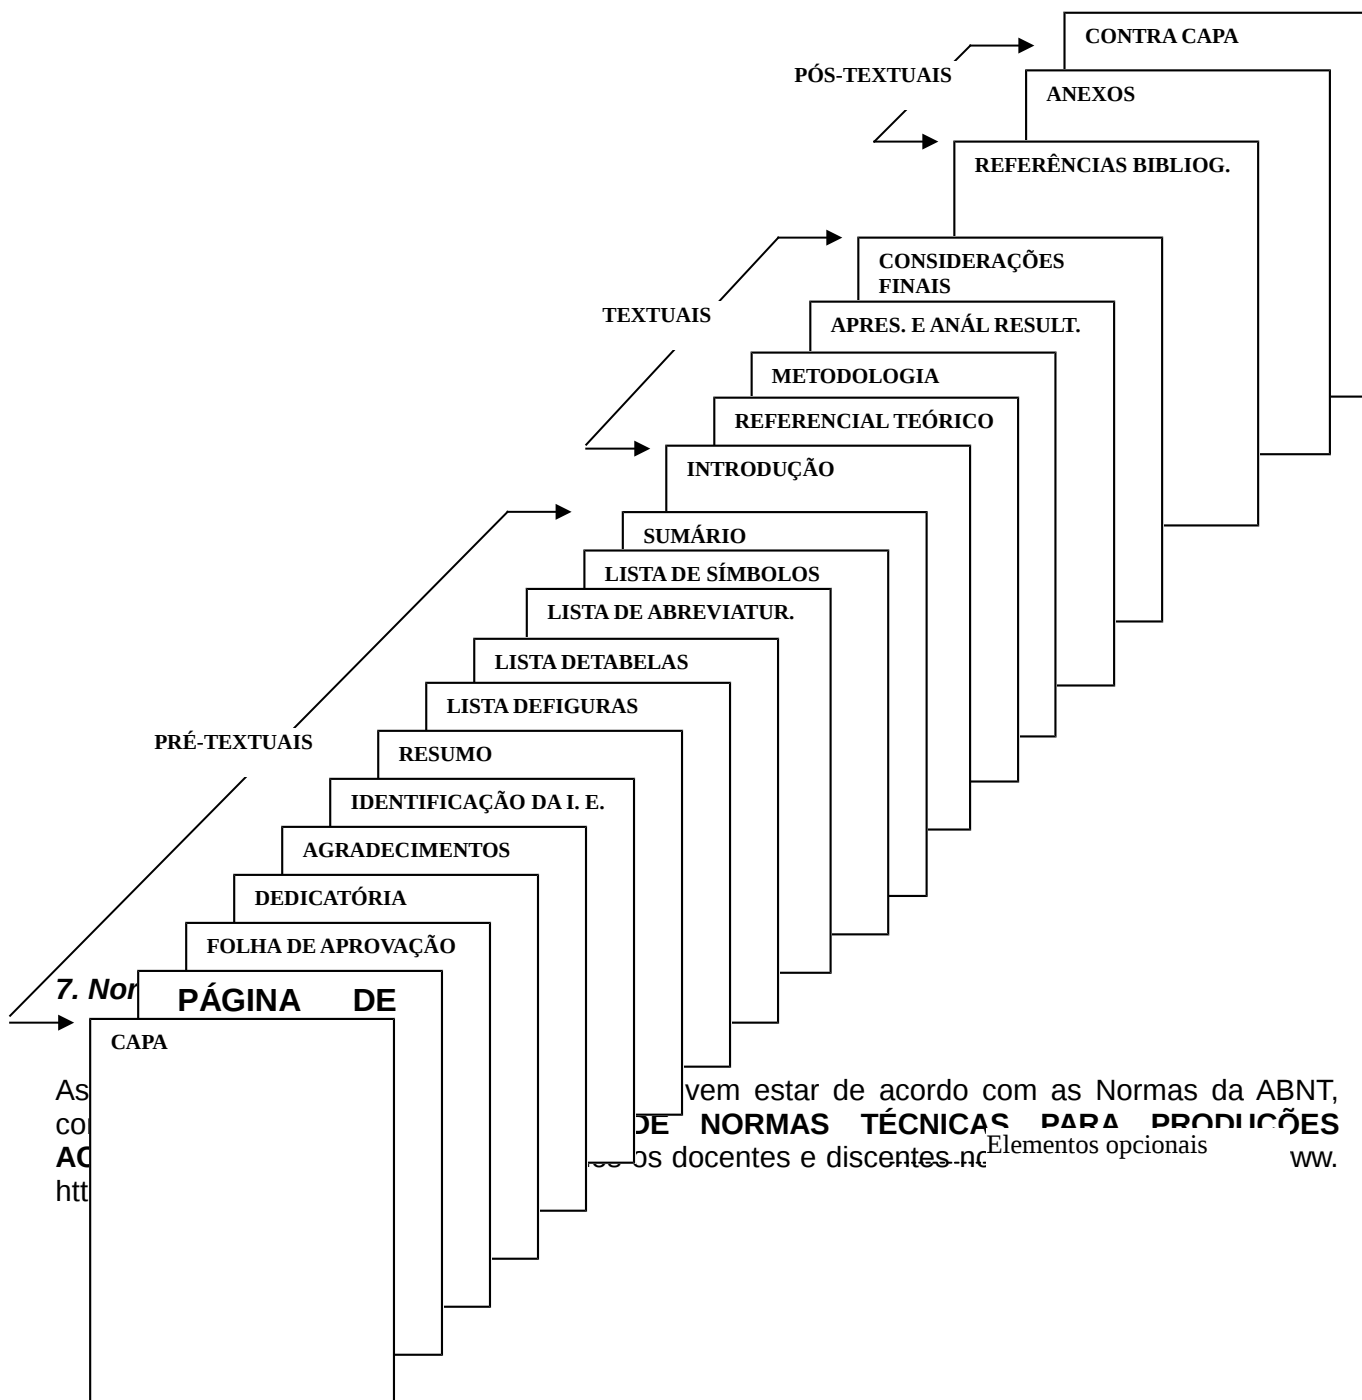 CONTRA CAPA
PÓS-TEXTUAIS
ANEXOS
REFERÊNCIAS BIBLIOG.
CONSIDERAÇÕES
FINAIS
TEXTUAIS
APRES. E ANÁL RESULT.
METODOLOGIA
REFERENCIAL TEÓRICO
INTRODUÇÃO
SUMÁRIO
LISTA DE SÍMBOLOS
LISTA DE ABREVIATUR.
LISTA DETABELAS
LISTA DEFIGURAS
PRÉ-TEXTUAIS
RESUMO
IDENTIFICAÇÃO DA I. E.
AGRADECIMENTOS
DEDICATÓRIA
FOLHA DE APROVAÇÃO
7. Nor
PÁGINA DE
CAPA
As vem estar de acordo com as Normas da ABNT,
DE NORMAS TÉCNICAS PARA PRODUÇÕES
Elementos opcionais
os docentes e discentes ww.
htt